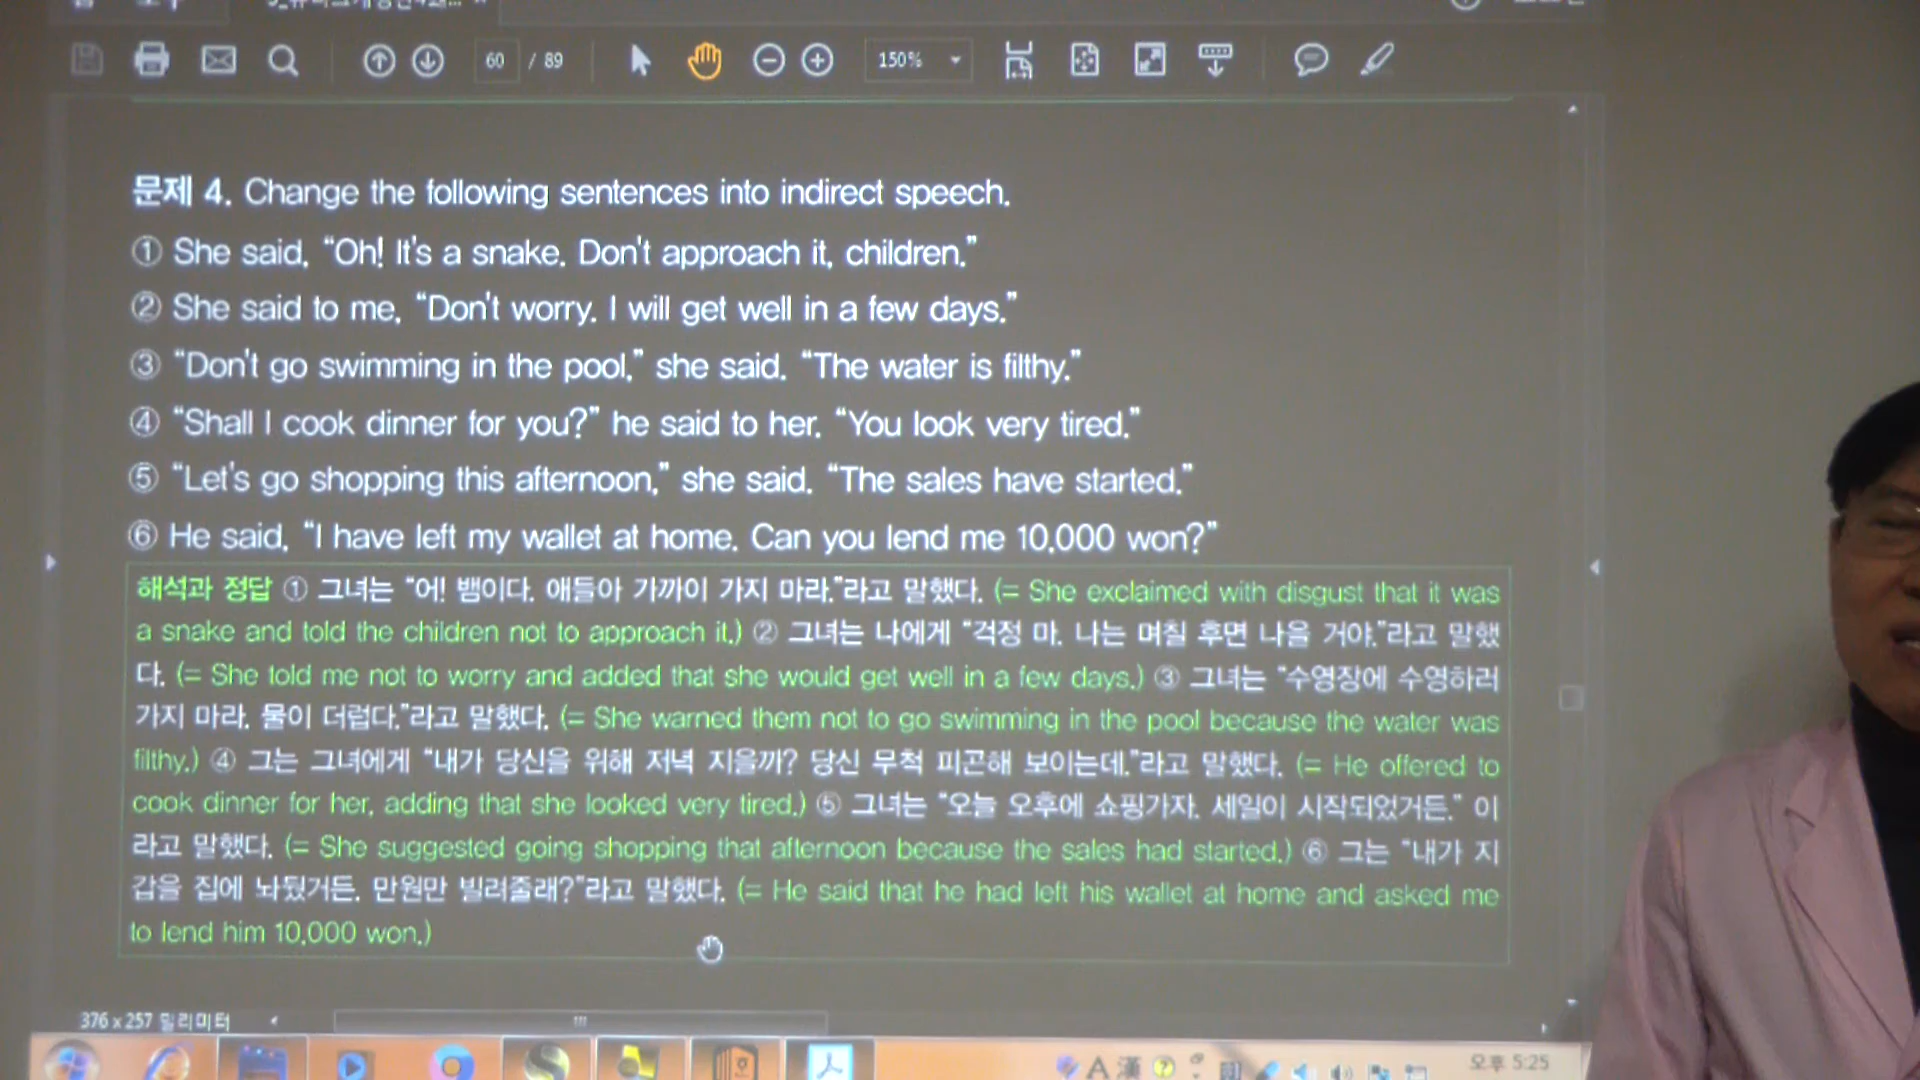 60 / 89
150%
문제 4. Change the following sentences into indirect speech.
① She said, “Oh! It's a snake. Don't approach it, children.”
② She said to me, “Don't worry. I will get well in a few days.”
③ “Don't go swimming in the pool,” she said. “The water is filthy.”
④ “Shall I cook dinner for you?” he said to her. “You look very tired.”
⑤ “Let's go shopping this afternoon,” she said. “The sales have started.”
⑥ He said, “I have left my wallet at home. Can you lend me 10,000 won?”
해석과 정답 ① 그녀는 “어! 뱀이다. 애들아 가까이 가지 마라.”라고 말했다. (= She exclaimed with disgust that it was
a snake and told the children not to approach it.) ② 그녀는 나에게 “걱정 마. 나는 며칠 후면 나을 거야.”라고 말했
다. (= She told me not to worry and added that she would get well in a few days.) ③ 그녀는 “수영장에 수영하러
가지 마라. 물이 더럽다.”라고 말했다. (= She warned them not to go swimming in the pool because the water was
filthy.) ④ 그는 그녀에게 “내가 당신을 위해 저녁 지을까? 당신 무척 피곤해 보이는데.”라고 말했다. (= He offered to
cook dinner for her, adding that she looked very tired.) ⑤ 그녀는 “오늘 오후에 쇼핑가자. 세일이 시작되었거든.” 이
라고 말했다. (= She suggested going shopping that afternoon because the sales had started.) ⑥ 그는 “내가 지
갑을 집에 놔뒀거든. 만원만 빌려줄래?”라고 말했다. (= He said that he had left his wallet at home and asked me
to lend him 10,000 won.)
376 x 257 밀리미터
A 漢
오후 5:25